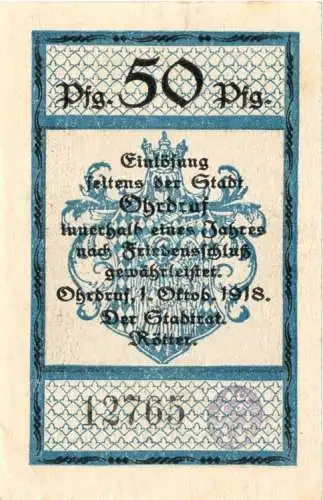 Pfg. 50 Pfg.
Einlösung
seitens der Stadt
Ohrdruf
innerhalb eines Jahres
nach Friedensschluß
gewährleistet.
Ohrdruf, 1. Oktob. 1918.
Der Stadtrat.
Rötter.
12765